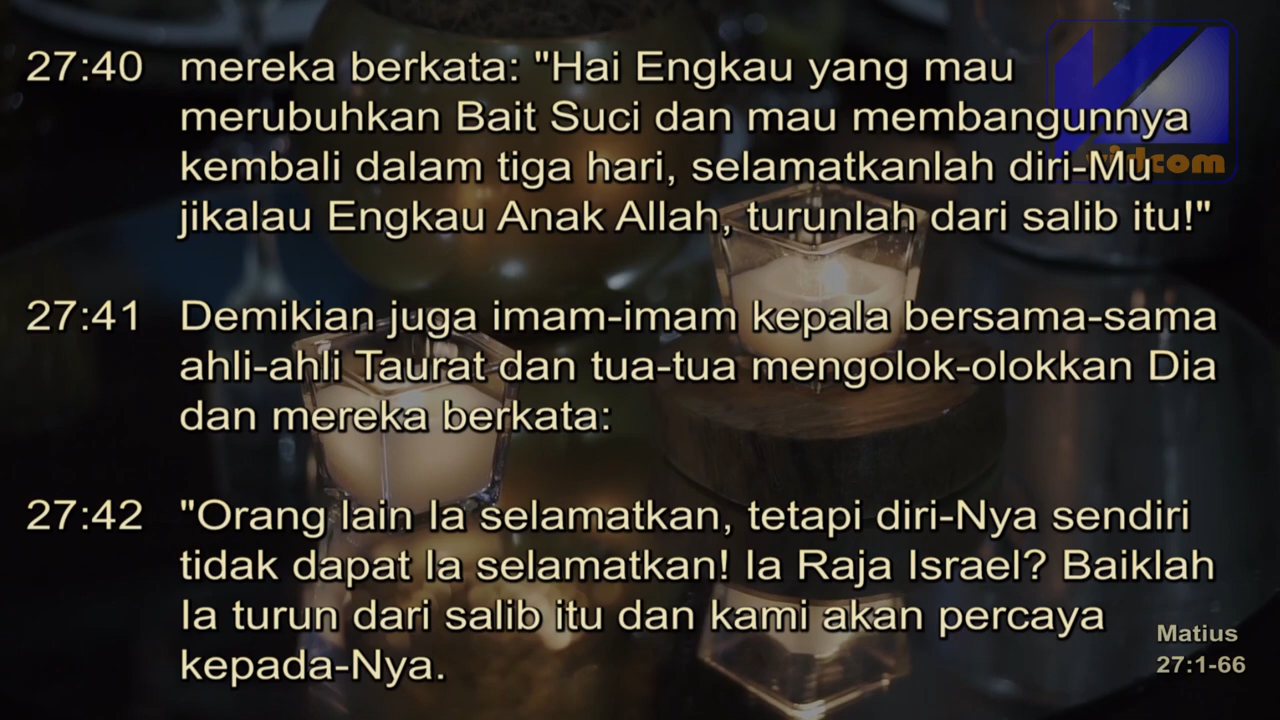 27:40 mereka berkata: "Hai Engkau yang mau
merubuhkan Bait Suci dan mau membangunnya
kembali dalam tiga hari, selamatkanlah diri-Mu
jikalau Engkau Anak Allah, turunlah dari salib itu!"
27:41 Demikian juga imam-imam kepala bersama-sama
ahli-ahli Taurat dan tua-tua mengolok-olokkan Dia
dan mereka berkata:
27:42 "Orang lain Ia selamatkan, tetapi diri-Nya sendiri
tidak dapat Ia selamatkan! Ia Raja Israel? Baiklah
Ia turun dari salib itu dan kami akan percaya
kepada-Nya.
Matius
27:1-66